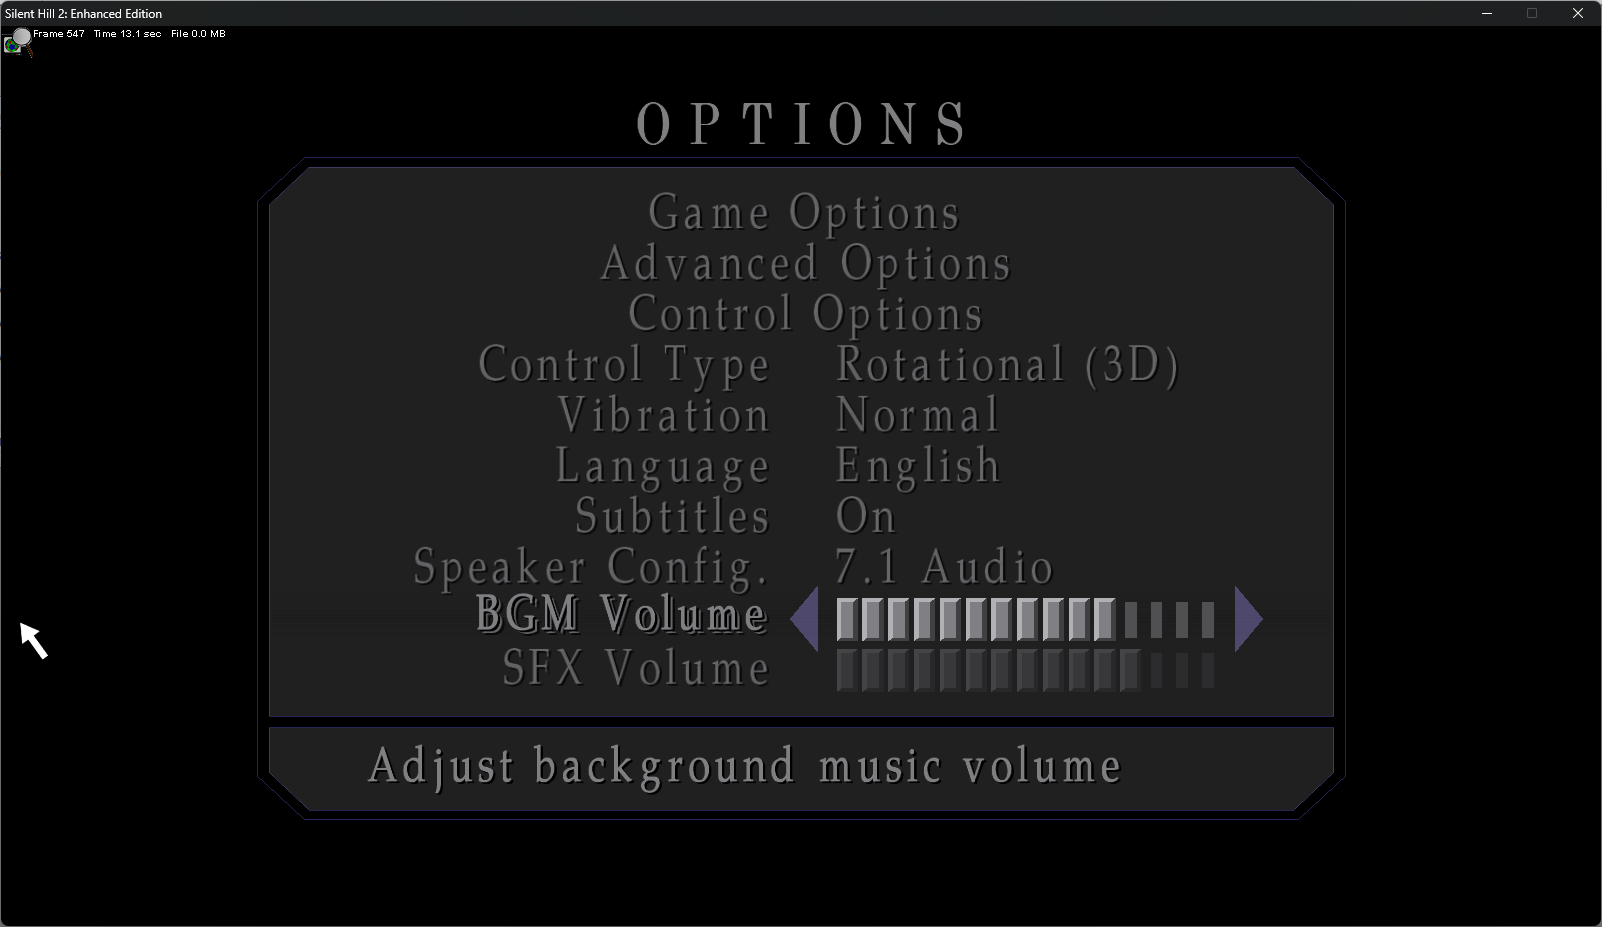 Silent Hill 2: Enhanced Edition
Frame 547 Time 13.1 sec File 0.0 MB
OPTIONS
Game Options
Advanced Options
Control Options
Control Type Rotational (3D)
Vibration Normal
Language English
Subtitles On
Speaker Config. 7.1 Audio
BGM Volume
SFX Volume
Adjust background music volume